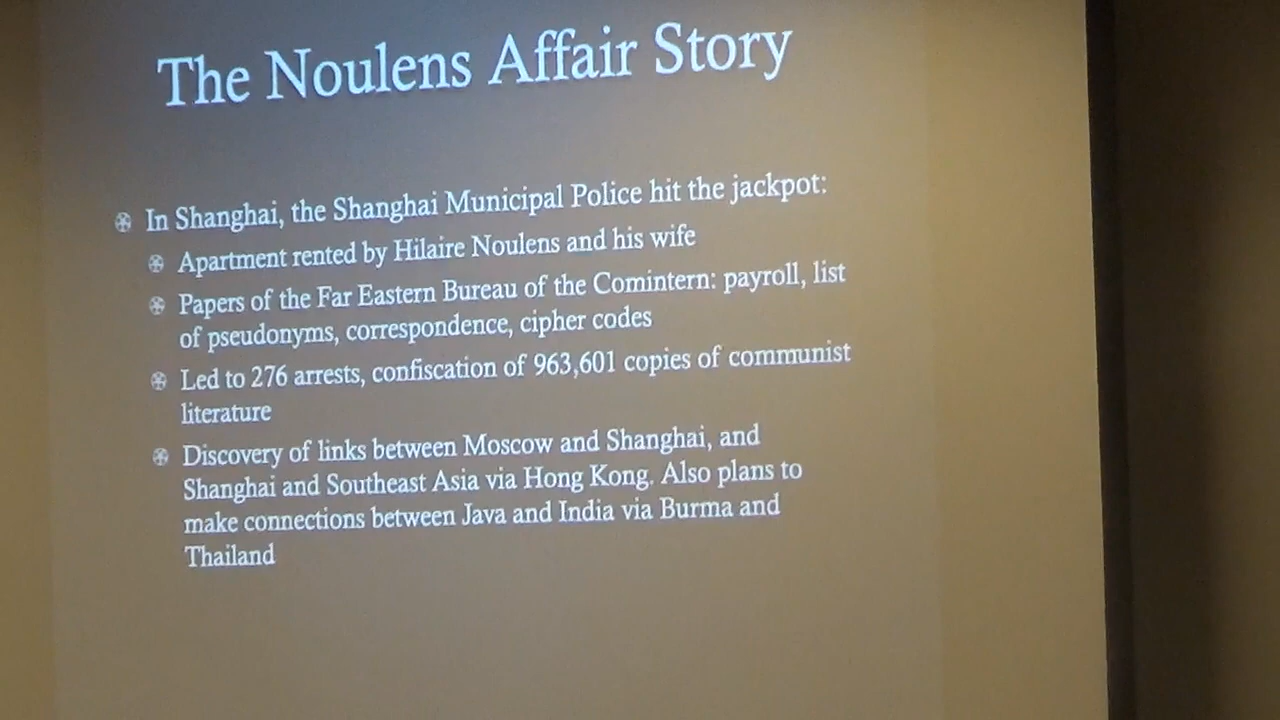 The Noulens Affair Story
In Shanghai, the Shanghai Municipal Police hit the jackpot:
Apartment rented by Hilaire Noulens and his wife
Papers of the Far Eastern Bureau of the Comintern: payroll, list
of pseudonyms, correspondence, cipher codes
Led to 276 arrests, confiscation of 963,601 copies of communist
literature
Discovery of links between Moscow and Shanghai, and
Shanghai and Southeast Asia via Hong Kong. Also plans to
make connections between Java and India via Burma and
Thailand